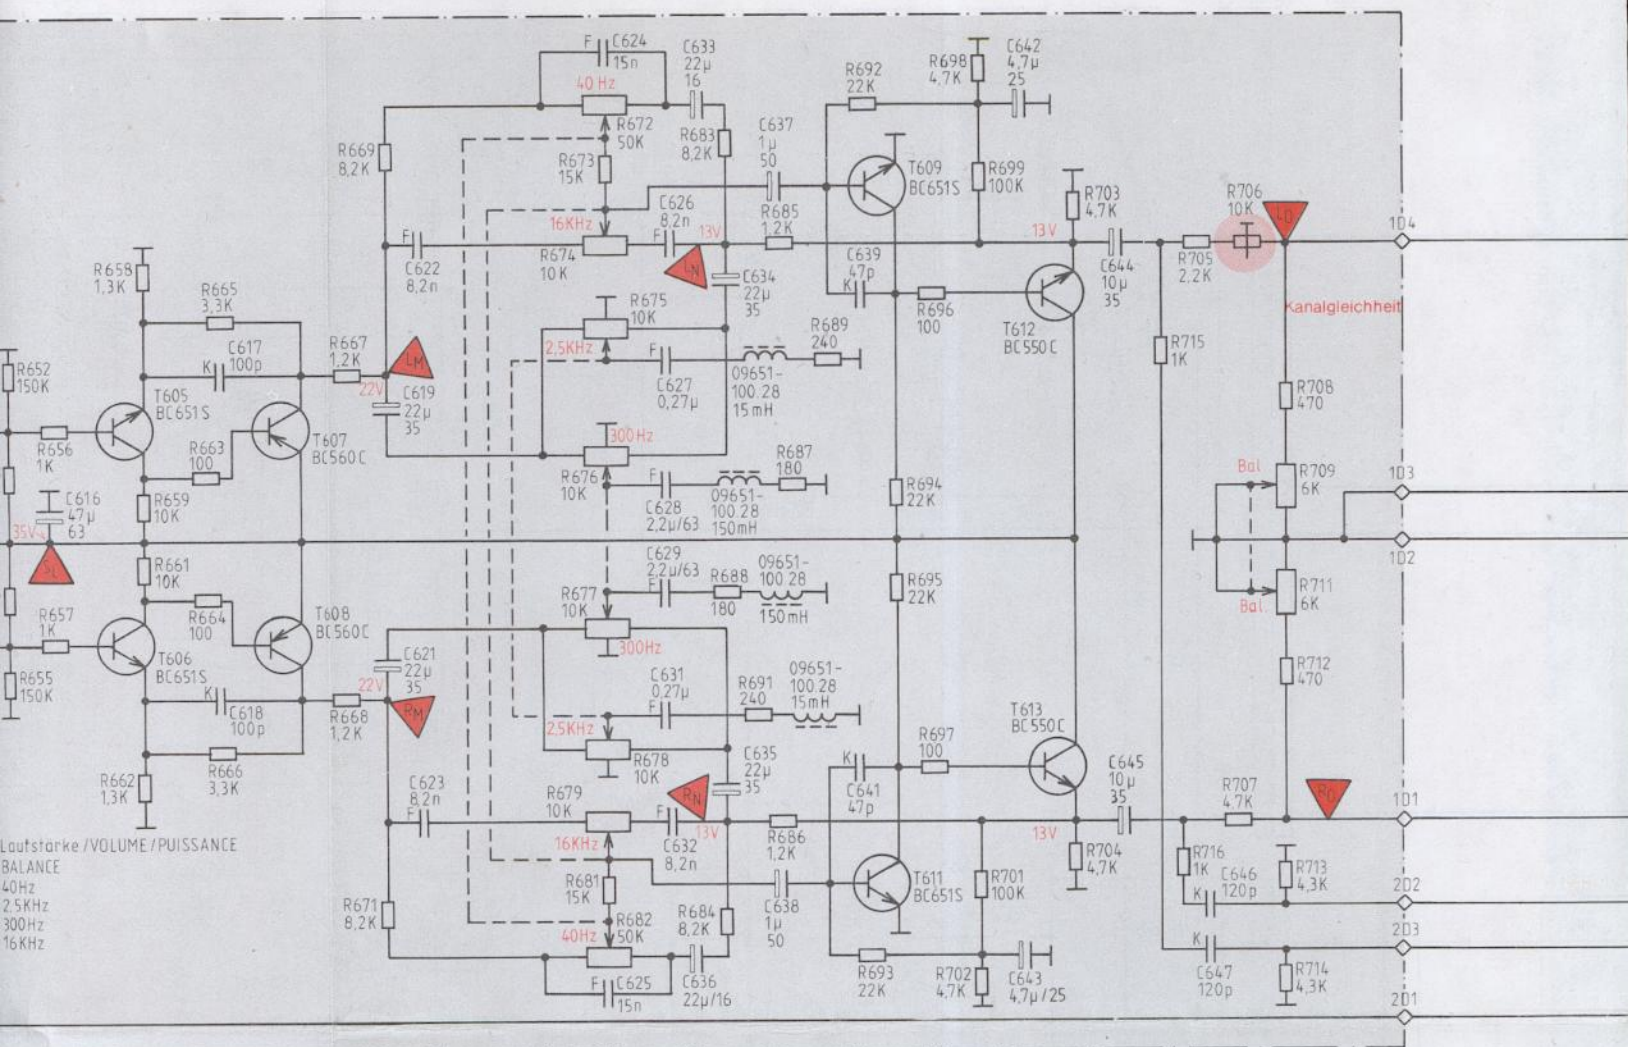 C624
F
15n
C633
22µ
16
40Hz
R672
50K
R669
8,2K
R673
15K
R683
8,2K
C637
1µ
50
R692
22K
R698
4,7K
C642
4,7µ
25
T609
BC651S
R699
100K
R703
4,7K
R706
10K
LO
1D4
16KHz
C626
8,2n
F
13V
R685
1,2K
F
C622
8,2n
R674
10K
LN
C634
22µ
35
C639
47p
K
R696
100
13V
C644
10µ
35
R705
2,2K
Kanalgleichheit
T612
BC550C
R715
1K
R658
1,3K
R665
3,3K
K
C617
100p
R667
1,2K
LM
22V
C619
22µ
35
R675
10K
2,5KHz
F
C627
0,27µ
09651-
100.28
15mH
R689
240
R652
150K
T605
BC651S
R656
1K
R663
100
T607
BC560C
R659
10K
C616
47µ
63
35V
SL
300Hz
R676
10K
F
C628
2,2µ/63
09651-
100.28
150mH
R687
180
R694
22K
R708
470
Bal
R709
6K
1D3
1D2
R661
10K
R657
1K
R664
100
T608
BC560C
T606
BC651S
R655
150K
K
C618
100p
R662
1,3K
R666
3,3K
R668
1,2K
22V
RM
C621
22µ
35
C629
2,2µ/63
F
R688
180
09651-
100.28
150mH
R677
10K
300Hz
R695
22K
R711
6K
Bal.
R712
470
C631
0,27µ
F
R691
240
09651-
100.28
15mH
2,5KHz
R678
10K
C635
22µ
35
K
C641
47p
R697
100
T613
BC550C
C645
10µ
35
R707
4,7K
RO
1D1
C623
8,2n
F
R679
10K
16KHz
F
C632
8,2n
RN
13V
R686
1,2K
13V
R704
4,7K
R716
1K
C646
120p
K
R713
4,3K
2D2
R681
15K
R671
8,2K
R682
50K
40Hz
R684
8,2K
C638
1µ
50
T611
BC651S
R701
100K
F
C625
15n
C636
22µ/16
R693
22K
R702
4,7K
C643
4,7µ/25
K
C647
120p
R714
4,3K
2D3
2D1
Lautstärke/VOLUME/PUISSANCE
BALANCE
40Hz
2,5KHz
300Hz
16KHz